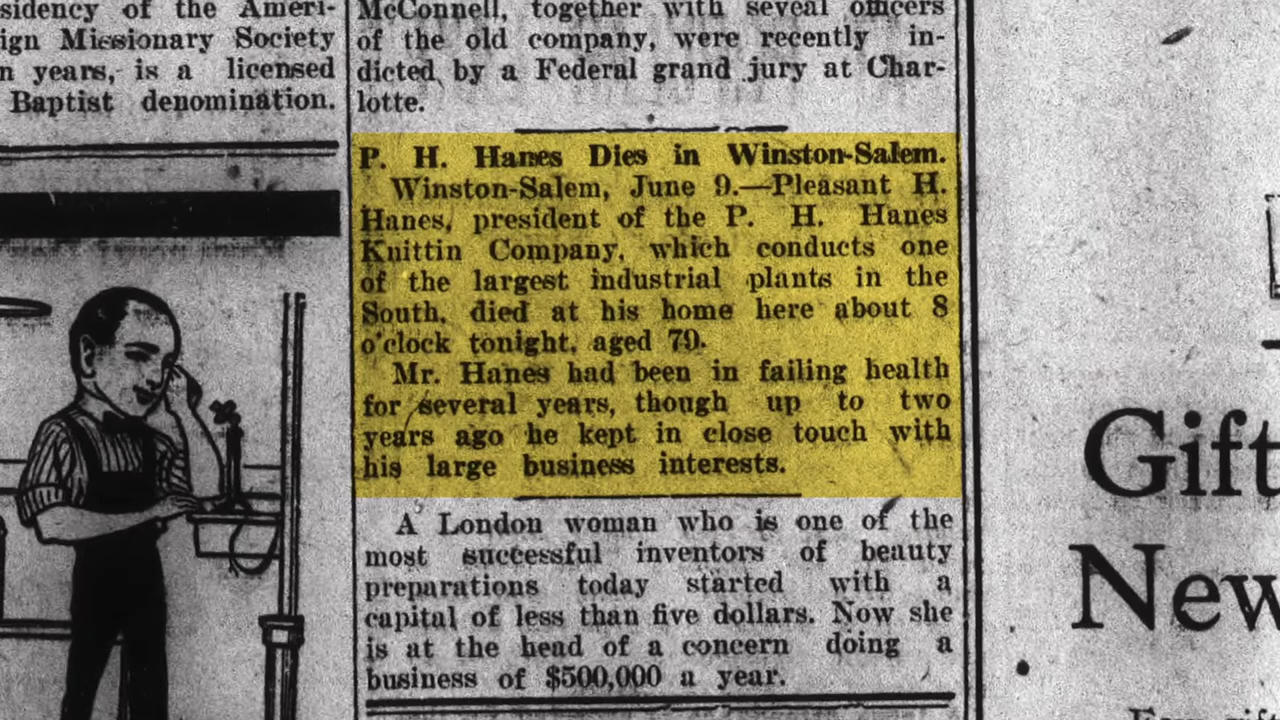 sidency of the Ameri-
ign Missionary Society
n years, is a licensed
Baptist denomination.
McConnell, together with seveal officers
of the old company, were recently in-
dicted by a Federal grand jury at Char-
lotte.
P. H. Hanes Dies in Winston-Salem.
Winston-Salem, June 9.—Pleasant H.
Hanes, president of the P. H. Hanes
Knittin Company, which conducts one
of the largest industrial plants in the
South, died at his home here about 8
o'clock tonight, aged 79.
Mr. Hanes had been in failing health
for several years, though up to two
years ago he kept in close touch with
his large business interests.
A London woman who is one of the
most successful inventors of beauty
preparations today started with a
capital of less than five dollars. Now she
is at the head of a concern doing a
business of $500,000 a year.
Gift
New